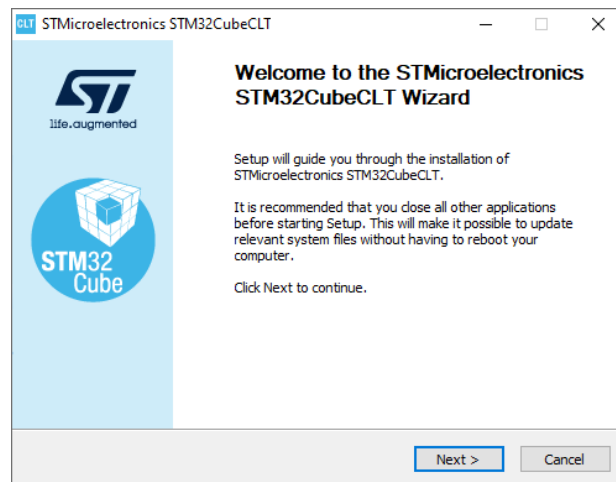 CLT STMicroelectronics STM32CubeCLT
ST
life.augmented
STM32
Cube
Welcome to the STMicroelectronics
STM32CubeCLT Wizard
Setup will guide you through the installation of
STMicroelectronics STM32CubeCLT.
It is recommended that you close all other applications
before starting Setup. This will make it possible to update
relevant system files without having to reboot your
computer.
Click Next to continue.
Next > Cancel